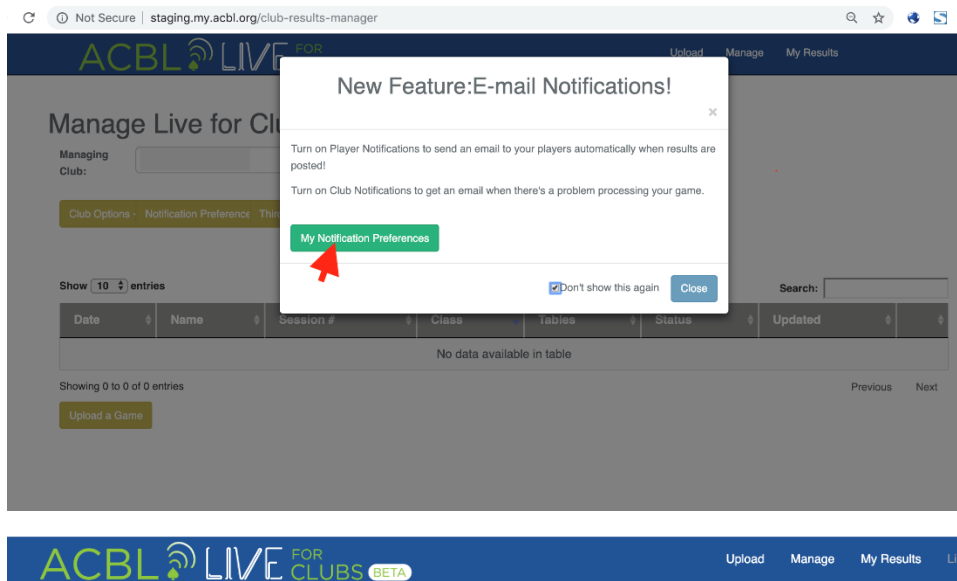 Not Secure | staging.my.acbl.org/club-results-manager
ACBL LIVE FOR
Upload Manage My Results
New Feature:E-mail Notifications!
×
Manage Live for Clu
Managing
Club:
Turn on Player Notifications to send an email to your players automatically when results are
posted!
Turn on Club Notifications to get an email when there's a problem processing your game.
Club Options - Notification Preference Thir
My Notification Preferences
Don't show this again Close
Show 10 entries
Search:
Date Name Session # Class Tables Status Updated
No data available in table
Showing 0 to 0 of 0 entries
Previous Next
Upload a Game
ACBL LIVE FOR CLUBS BETA
Upload Manage My Results Li